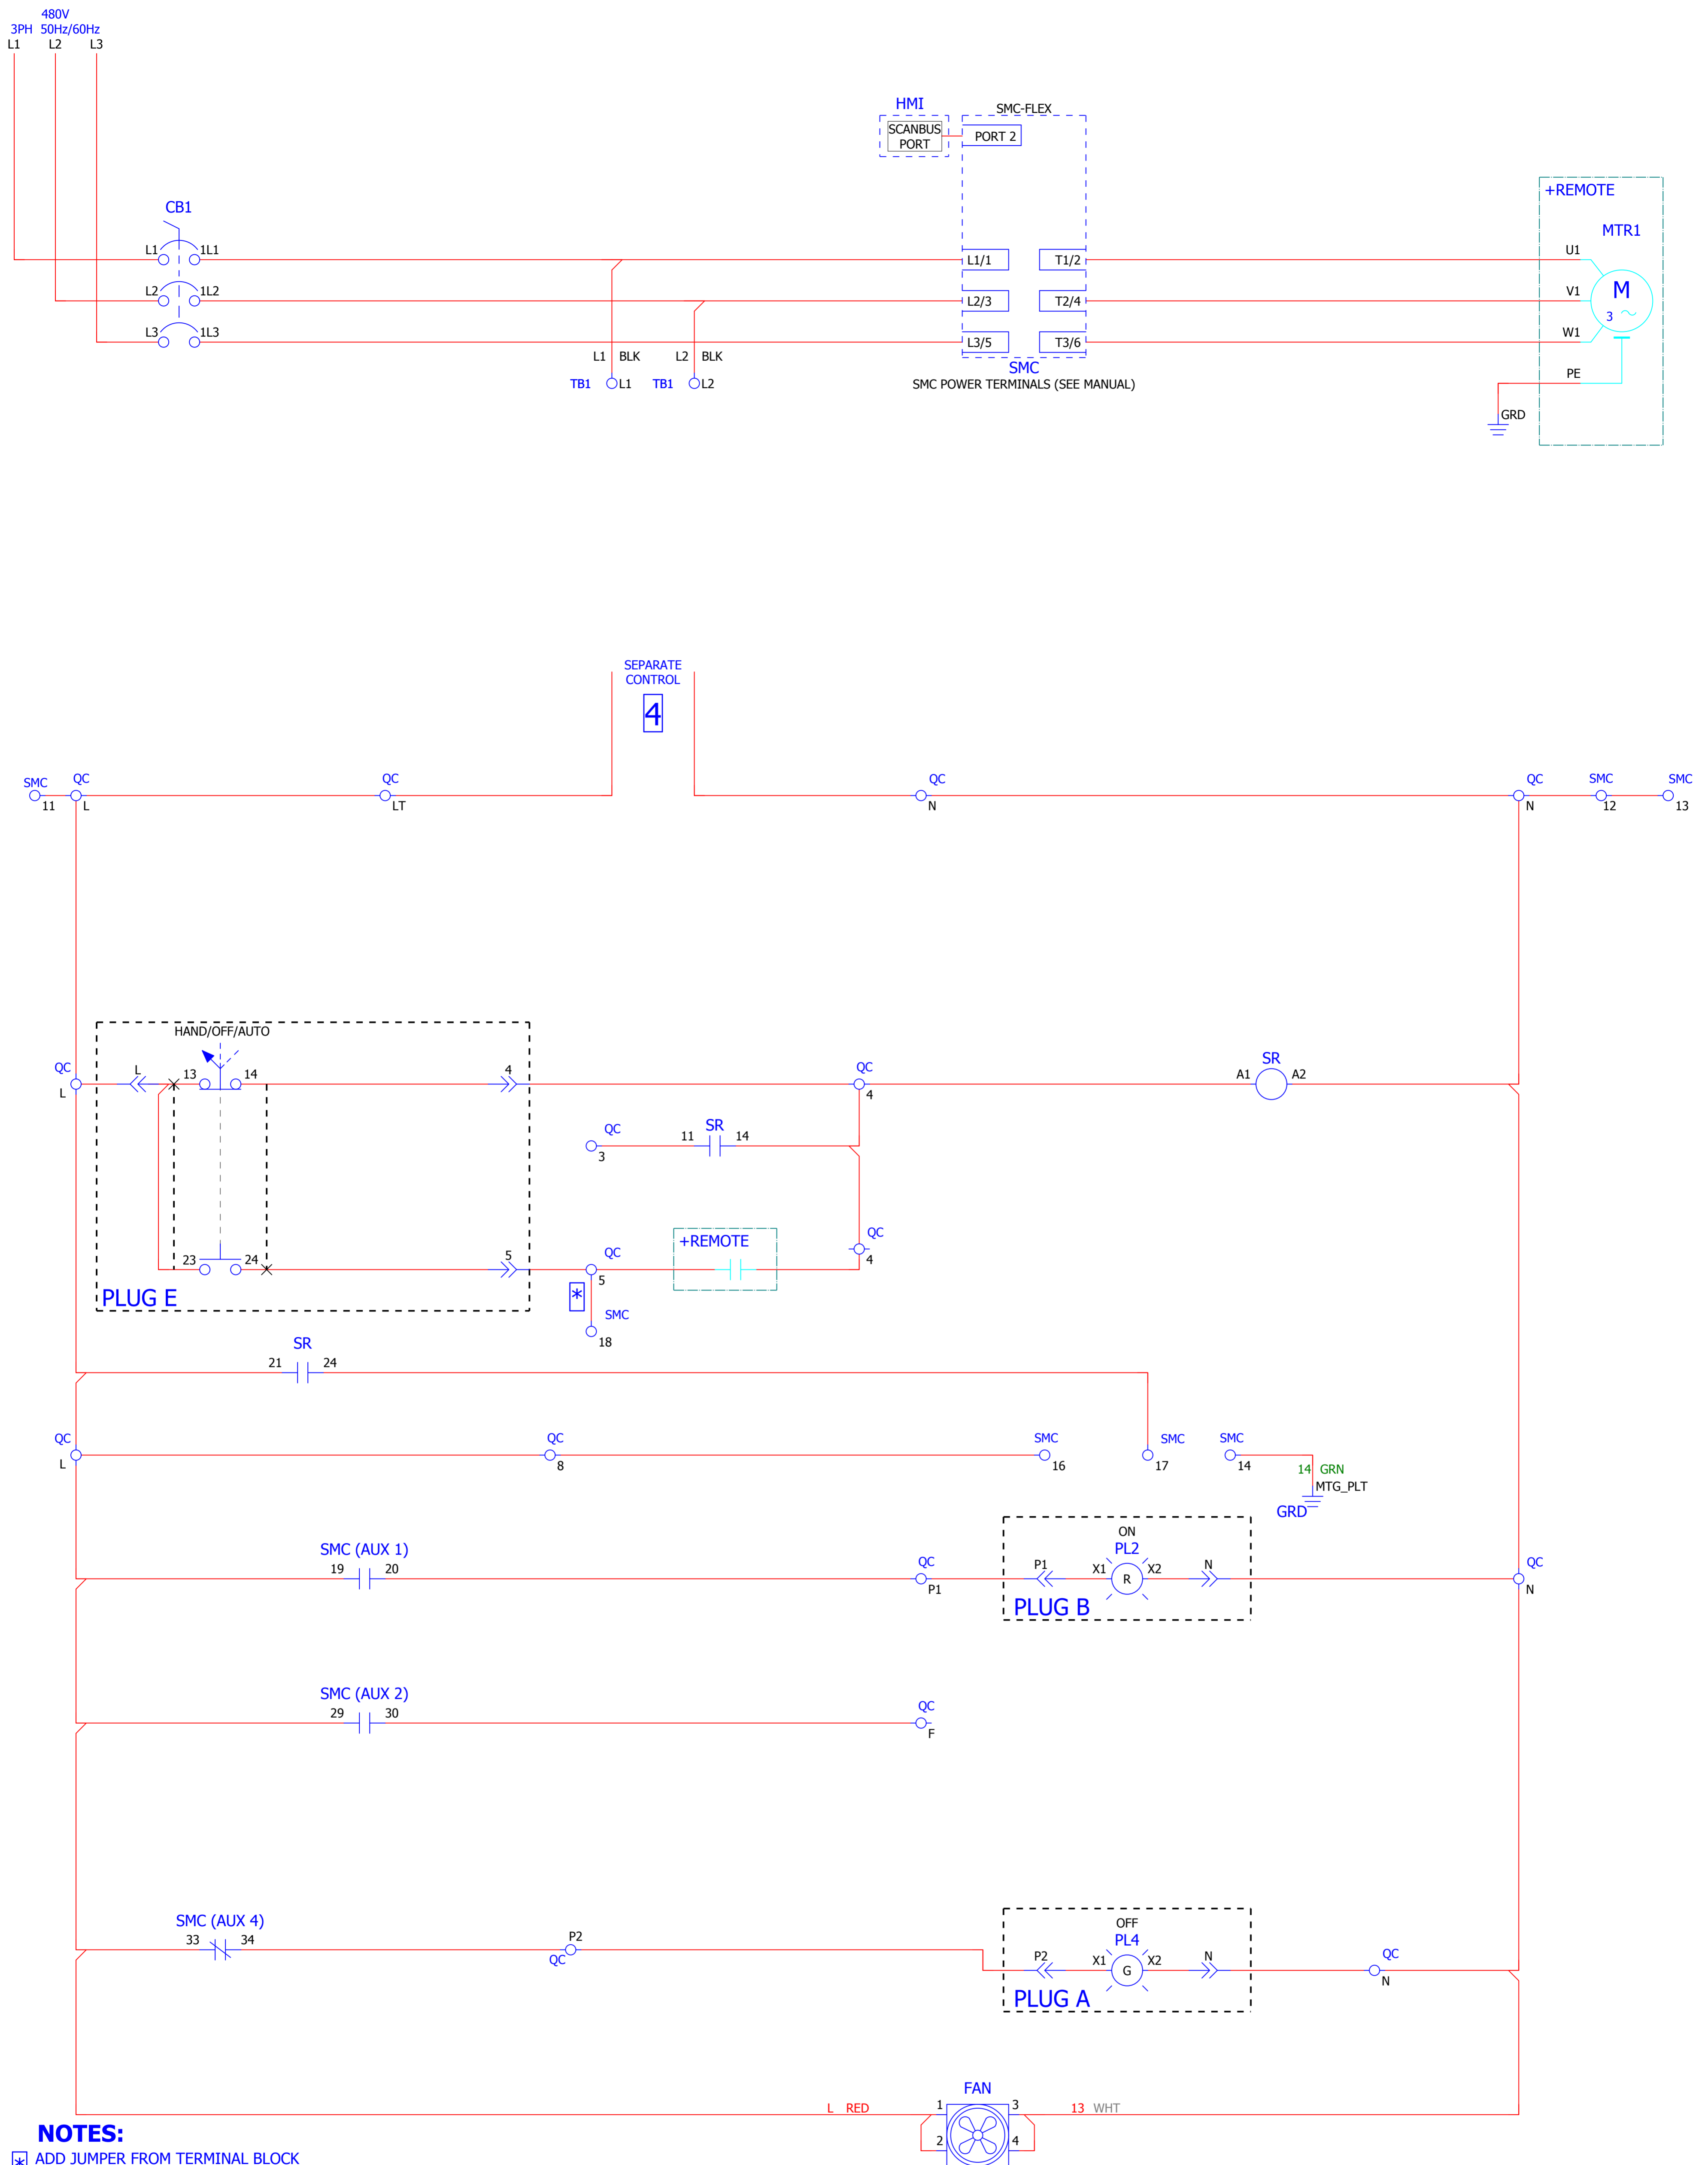 480V
3PH 50Hz/60Hz
L1 L2 L3
HMI
SCANBUS
PORT
SMC-FLEX
PORT 2
+REMOTE
MTR1
CB1
L1 1L1
L2 1L2
L3 1L3
L1/1 T1/2
L2/3 T2/4
L3/5 T3/6
U1
V1
W1
M
3
PE
GRD
L1 BLK L2 BLK
TB1 L1 TB1 L2
SMC
SMC POWER TERMINALS (SEE MANUAL)
SEPARATE
CONTROL
4
SMC QC QC QC QC SMC SMC
11 L LT N N 12 13
HAND/OFF/AUTO
QC L 13 14 4 QC SR
L 4 A1 A2
QC SR
3 11 14
QC
4
+REMOTE
23 24 5 QC
5
PLUG E
*
SMC
18
SR
21 24
QC QC SMC SMC SMC
L 8 16 17 14
14 GRN
MTG_PLT
GRD
ON
PL2
SMC (AUX 1)
19 20 QC P1 X1 R X2 N QC
P1 N
PLUG B
SMC (AUX 2)
29 30 QC
F
OFF
PL4
SMC (AUX 4)
33 34 P2
QC
P2 X1 G X2 N QC
N
PLUG A
FAN
L RED 1 3 13 WHT
2 4
NOTES:
* ADD JUMPER FROM TERMINAL BLOCK